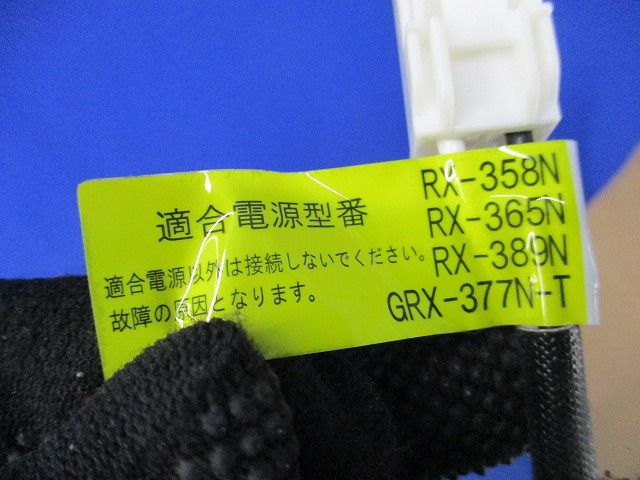 適合電源型番
適合電源以外は接続しないでください。
故障の原因となります。
RX-358N
RX-365N
RX-389N
GRX-377N-T